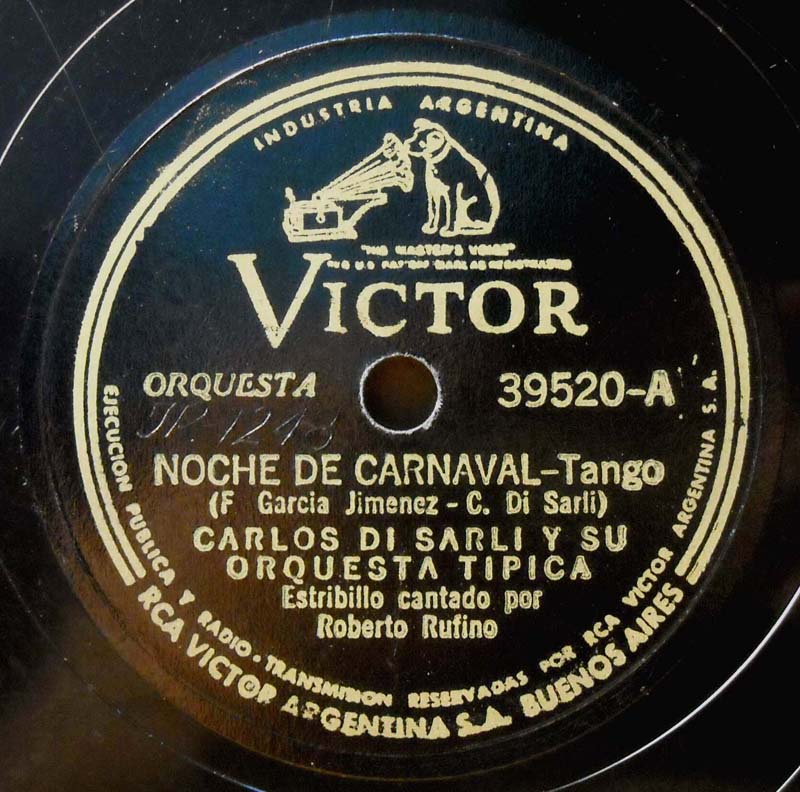 INDUSTRIA ARGENTINA
"HIS MASTER'S VOICE"
VICTOR
ORQUESTA
39520-A
NOCHE DE CARNAVAL-Tango
(F Garcia Jimenez - C. Di Sarli)
CARLOS DI SARLI Y SU
ORQUESTA TIPICA
Estribillo cantado por
Roberto Rufino
EJECUCION PUBLICA Y RADIO-TRANSMISION RESERVADAS POR RCA VICTOR ARGENTINA S.A.
RCA VICTOR ARGENTINA S.A. BUENOS AIRES